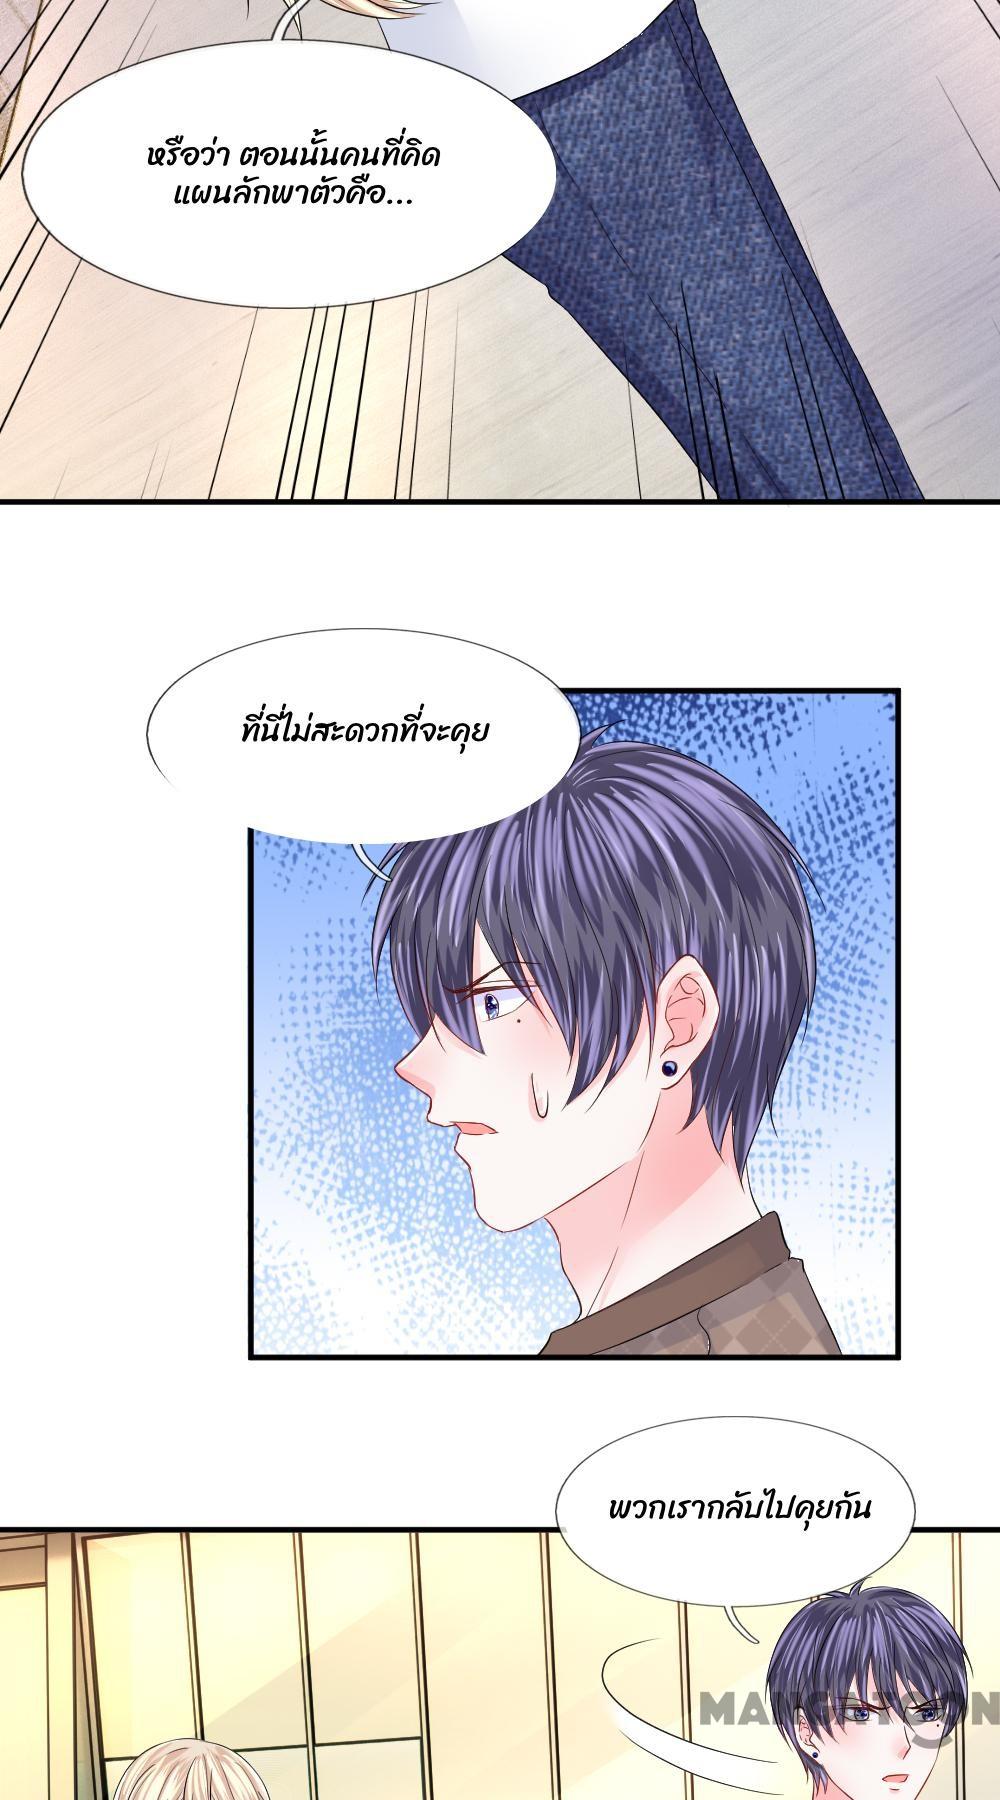 หรือว่า ตอนนั้นคนที่คิด
แผนลักพาตัวคือ...
ที่นี่ไม่สะดวกที่จะคุย
พวกเรากลับไปคุยกัน
MANGATOON